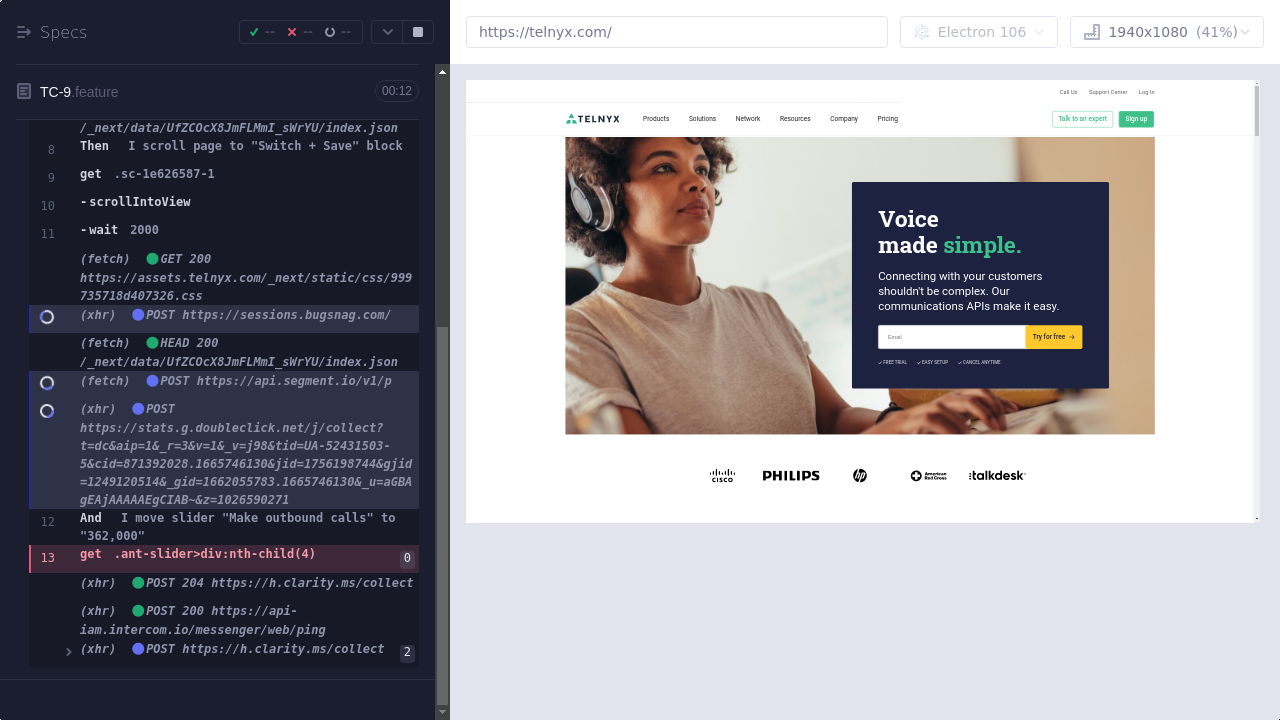 Specs
-- -- --
TC-9.feature
00:12
/_next/data/UfZCOcX8JmFLMmI_sWrYU/index.json
8 Then I scroll page to "Switch + Save" block
9 get .sc-1e626587-1
10 -scrollIntoView
11 -wait 2000
(fetch) GET 200
https://assets.telnyx.com/_next/static/css/999
735718d407326.css
(xhr) POST https://sessions.bugsnag.com/
(fetch) HEAD 200
/_next/data/UfZCOcX8JmFLMmI_sWrYU/index.json
(fetch) POST https://api.segment.io/v1/p
(xhr) POST
https://stats.g.doubleclick.net/j/collect?
t=dc&aip=1&_r=3&v=1&_v=j98&tid=UA-52431503-
5&cid=871392028.1665746130&jid=1756198744&gjid
=1299120514&_gid=1662925783.1665746130&_u=aGBA
gEAjAAAAAEgCIAB~&z=1026590271
12 And I move slider "Make outbound calls" to
"362,000"
13 get .ant-slider>div:nth-child(4) 0
(xhr) POST 204 https://h.clarity.ms/collect
(xhr) POST 200 https://api-
iam.intercom.io/messenger/web/ping
(xhr) POST https://h.clarity.ms/collect 2
https://telnyx.com/
Electron 106
1940x1080 (41%)
Call Us Support Center Log In
TELNYX Products Solutions Network Resources Company Pricing Talk to an expert Sign up
Voice
made simple.
Connecting with your customers
shouldn't be complex. Our
communications APIs make it easy.
Email Try for free →
✓ FREE TRIAL ✓ EASY SETUP ✓ CANCEL ANYTIME
CISCO PHILIPS hp American Red Cross :talkdesk